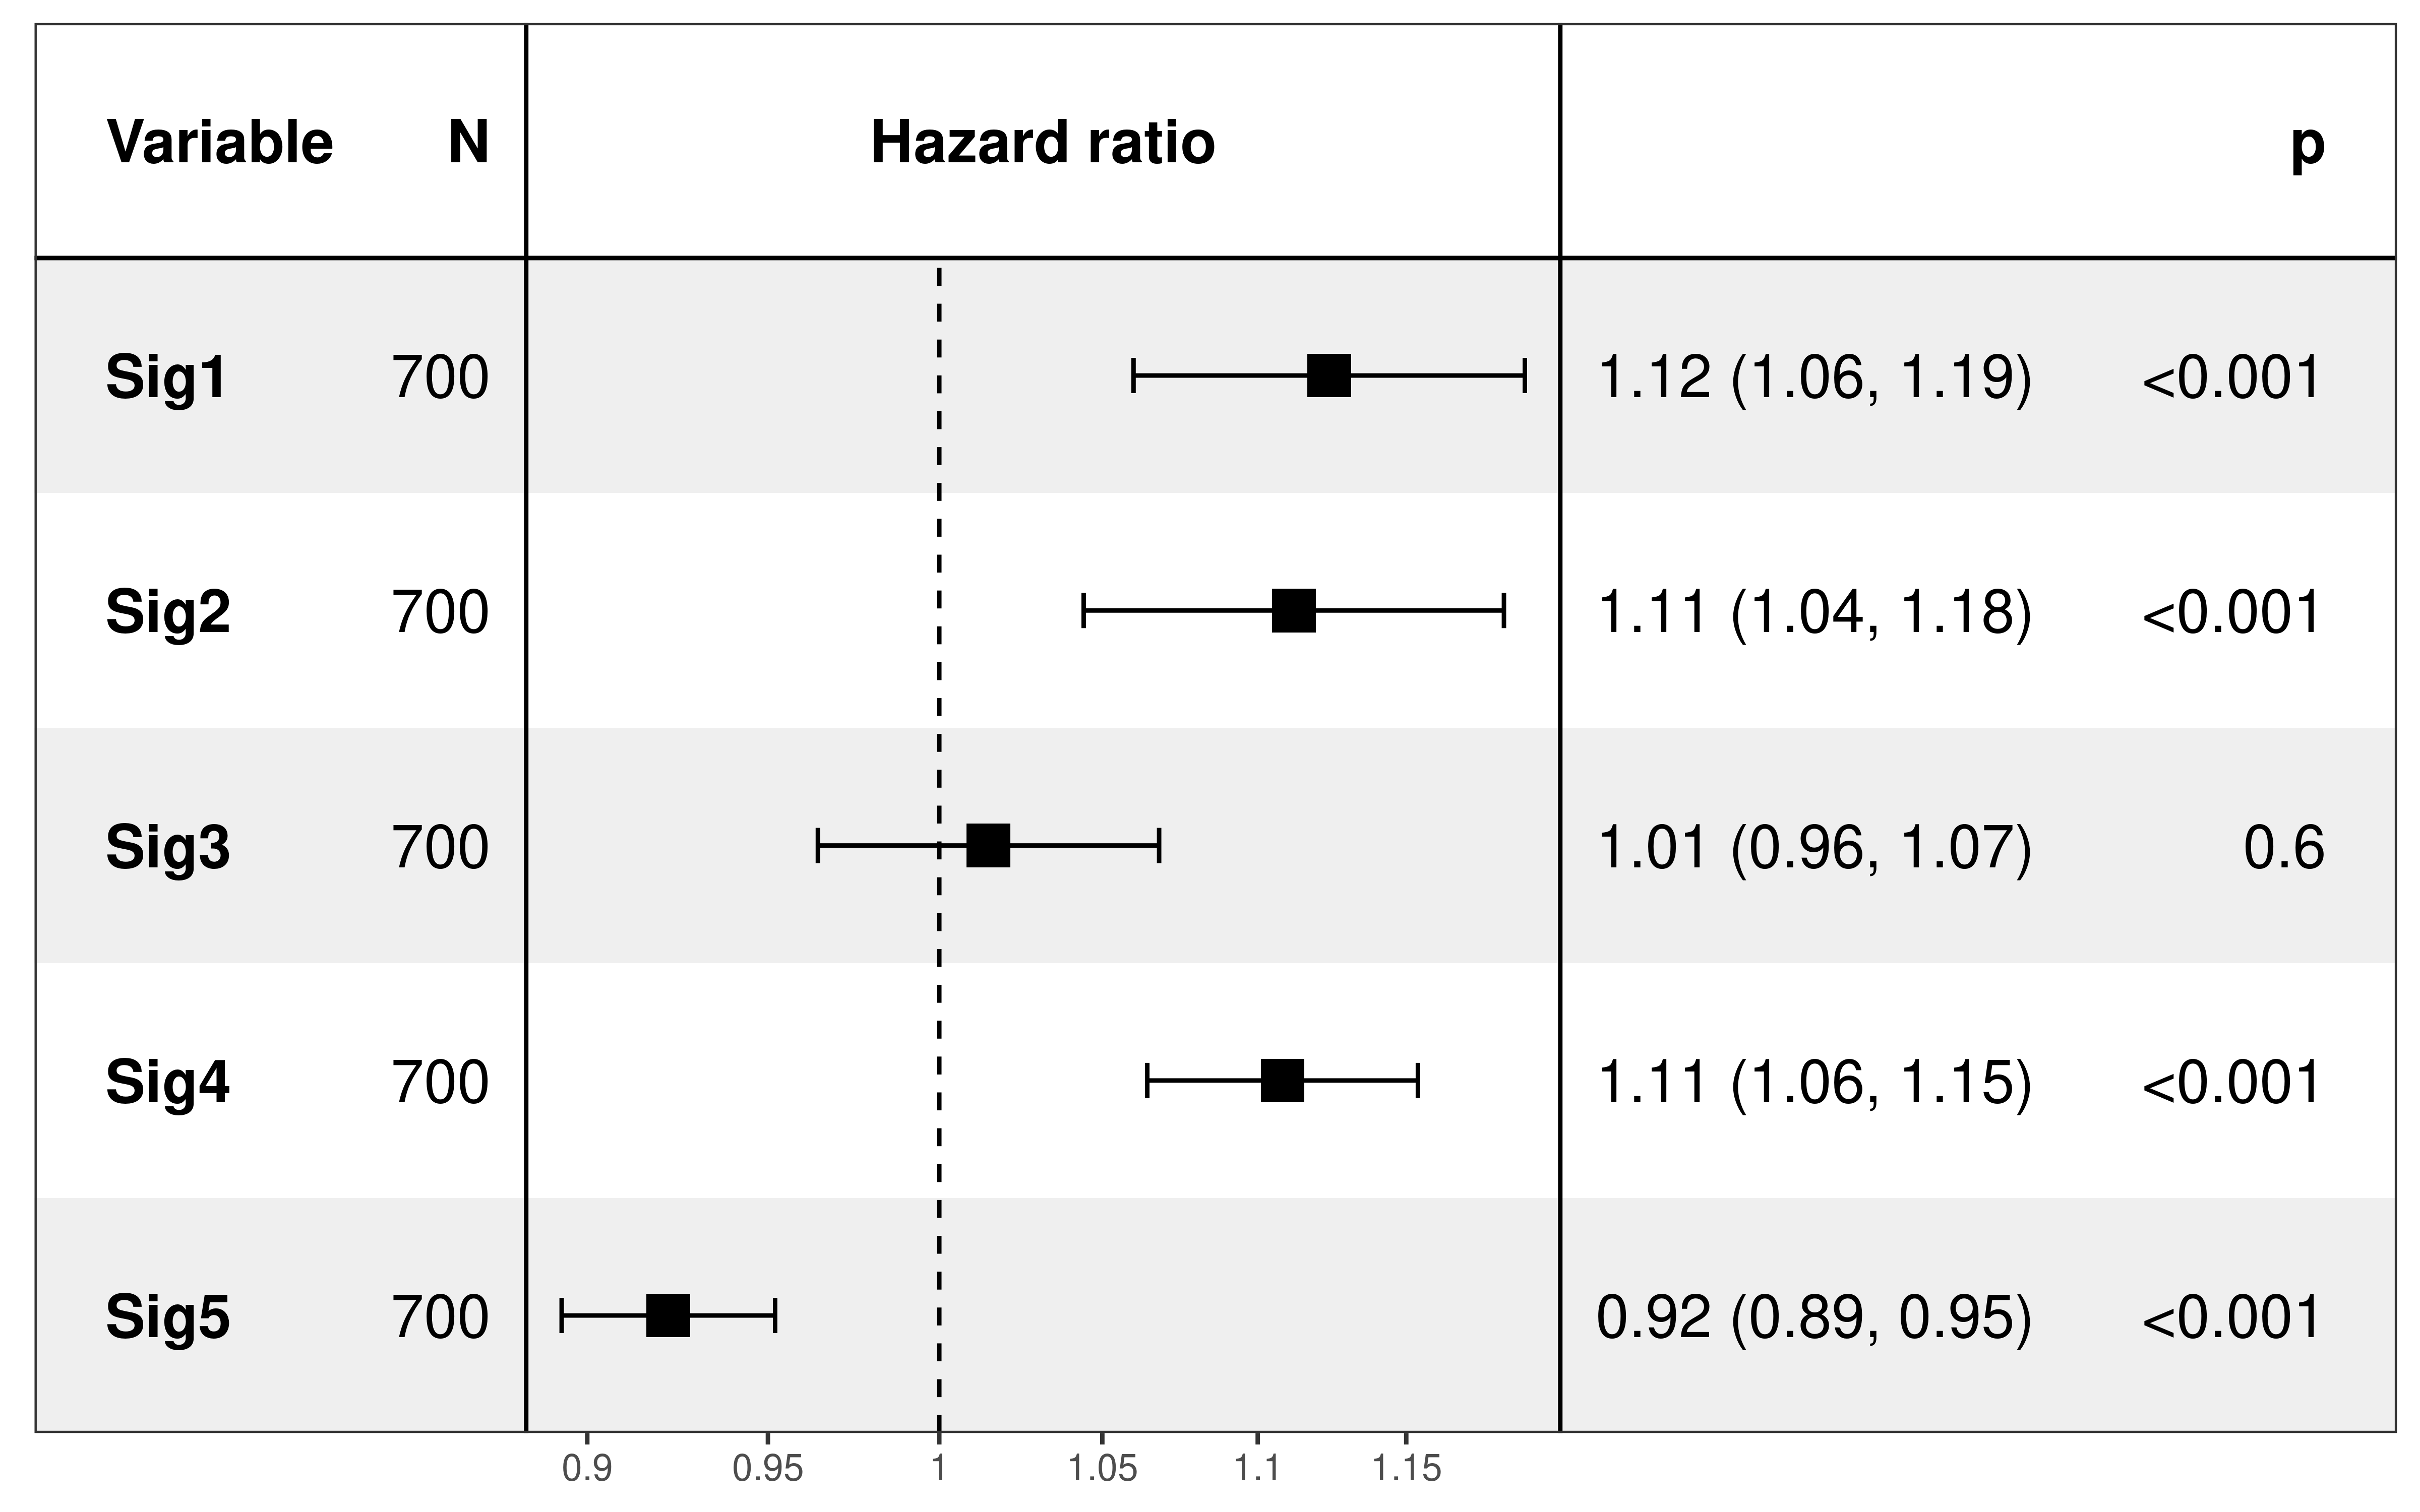 Variable N Hazard ratio p
Sig1 700 1.12 (1.06, 1.19) <0.001
Sig2 700 1.11 (1.04, 1.18) <0.001
Sig3 700 1.01 (0.96, 1.07) 0.6
Sig4 700 1.11 (1.06, 1.15) <0.001
Sig5 700 0.92 (0.89, 0.95) <0.001
0.9 0.95 1 1.05 1.1 1.15